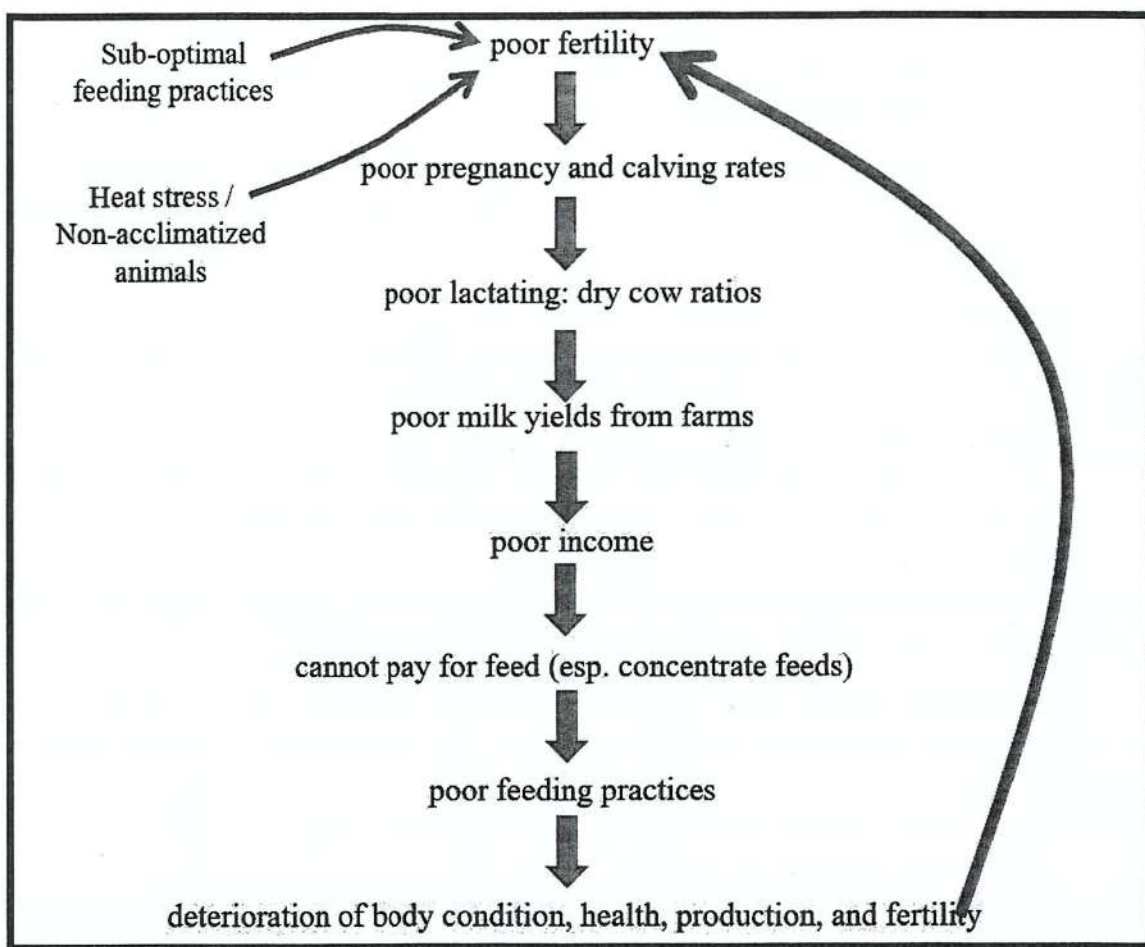 Sub-optimal
feeding practices
poor fertility
poor pregnancy and calving rates
Heat stress /
Non-acclimatized
animals
poor lactating: dry cow ratios
poor milk yields from farms
poor income
cannot pay for feed (esp. concentrate feeds)
poor feeding practices
deterioration of body condition, health, production, and fertility